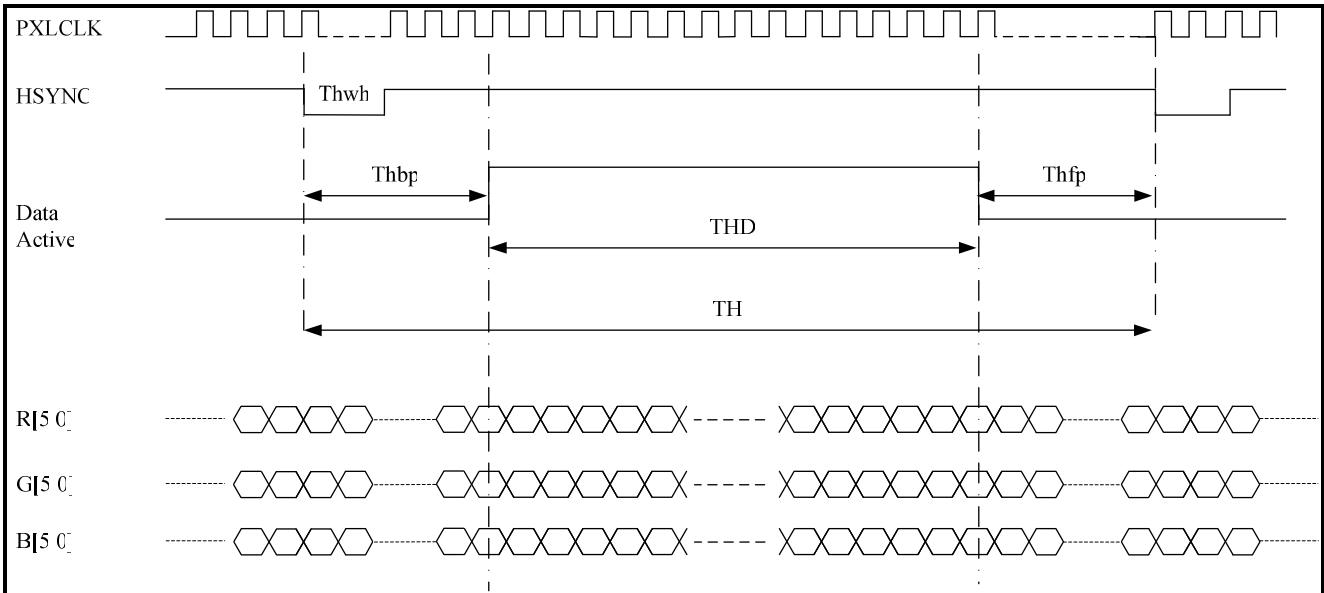 PXLCLK
HSYNC
Thwh
Thbp
Thfp
Data
Active
THD
TH
R[5 0]
G[5 0]
B[5 0]